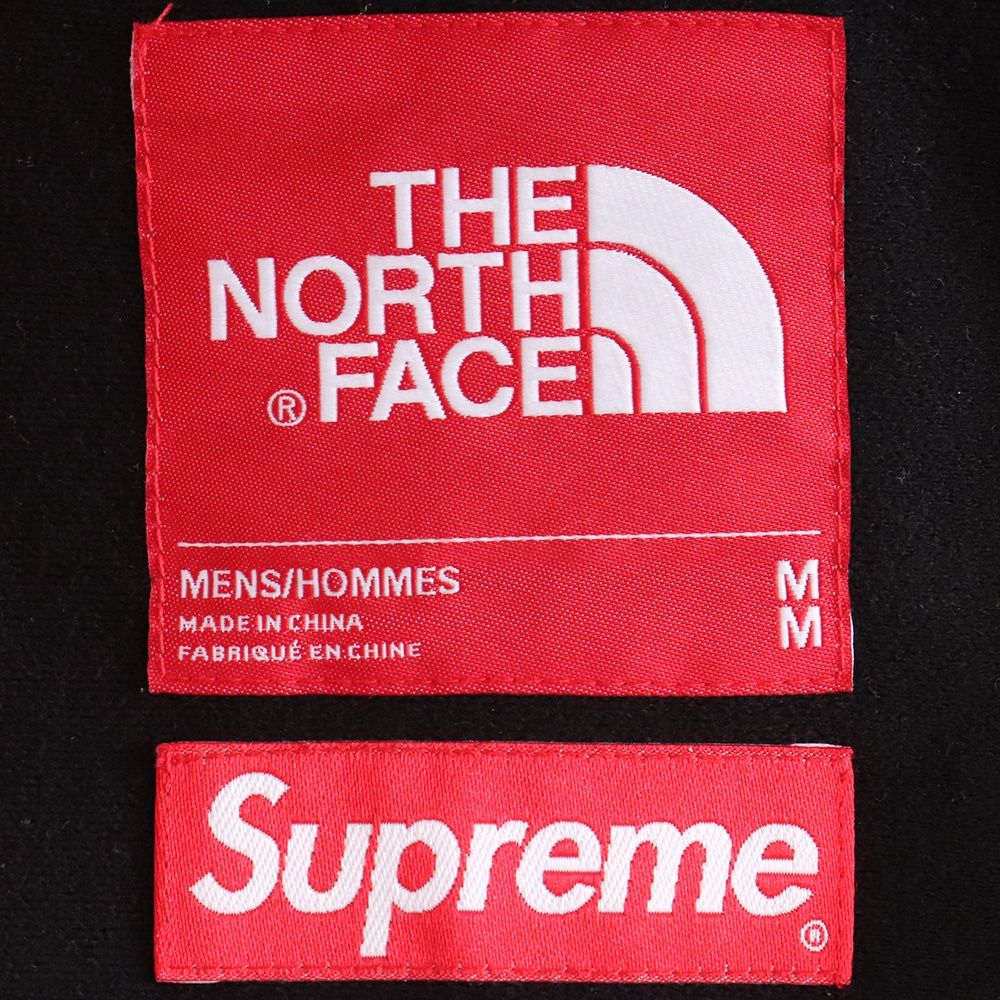 THE
NORTH
® FACE
MENS/HOMMES M
MADE IN CHINA M
FABRIQUÉ EN CHINE
Supreme®